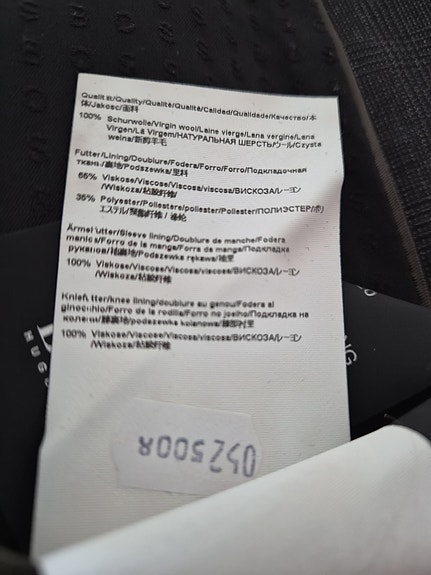 Qualität/Quality/Qualité/Qualità/Calidad/Qualidade/Качество/本
体/Jakość/面料
100% Schurwolle/Virgin wool/Laine vierge/Lana vergine/Lana
Virgen/Lã Virgem/НАТУРАЛЬНАЯ ШЕРСТЬ/ウール/Czysta
wełna/新剪羊毛
Futter/Lining/Doublure/Fodera/Forro/Forro/Подкладочная
ткань/裏地/Podszewka/里料
65% Viskose/Viscose/Viscosa/viscosa/ВИСКОЗА/レーヨン
/Wiskoza/粘胶纤维
35% Polyester/Poliestere/poliester/Poliester/ПОЛИЭСТЕР/ポリ
エステル/聚酯纤维/涤纶
Ärmelfutter/Sleeve lining/Doublure de manche/Fodera
manica/Forro de la manga/Forro de manga/Подкладка
рукавов/袖裏地/Podszewka rękawa/袖里
100% Viskose/Viscose/Viscosa/viscosa/ВИСКОЗА/レーヨン
/Wiskoza/粘胶纤维
Kniefutter/knee lining/doublure au genou/Fodera al
ginocchio/Forro de la rodilla/Forro no joelho/Подкладка на
колени/膝裏地/podszewka kolanowa/膝部衬里
100% Viskose/Viscose/Viscosa/viscosa/ВИСКОЗА/レーヨン
/Wiskoza/粘胶纤维
0525008
HUGO
NG